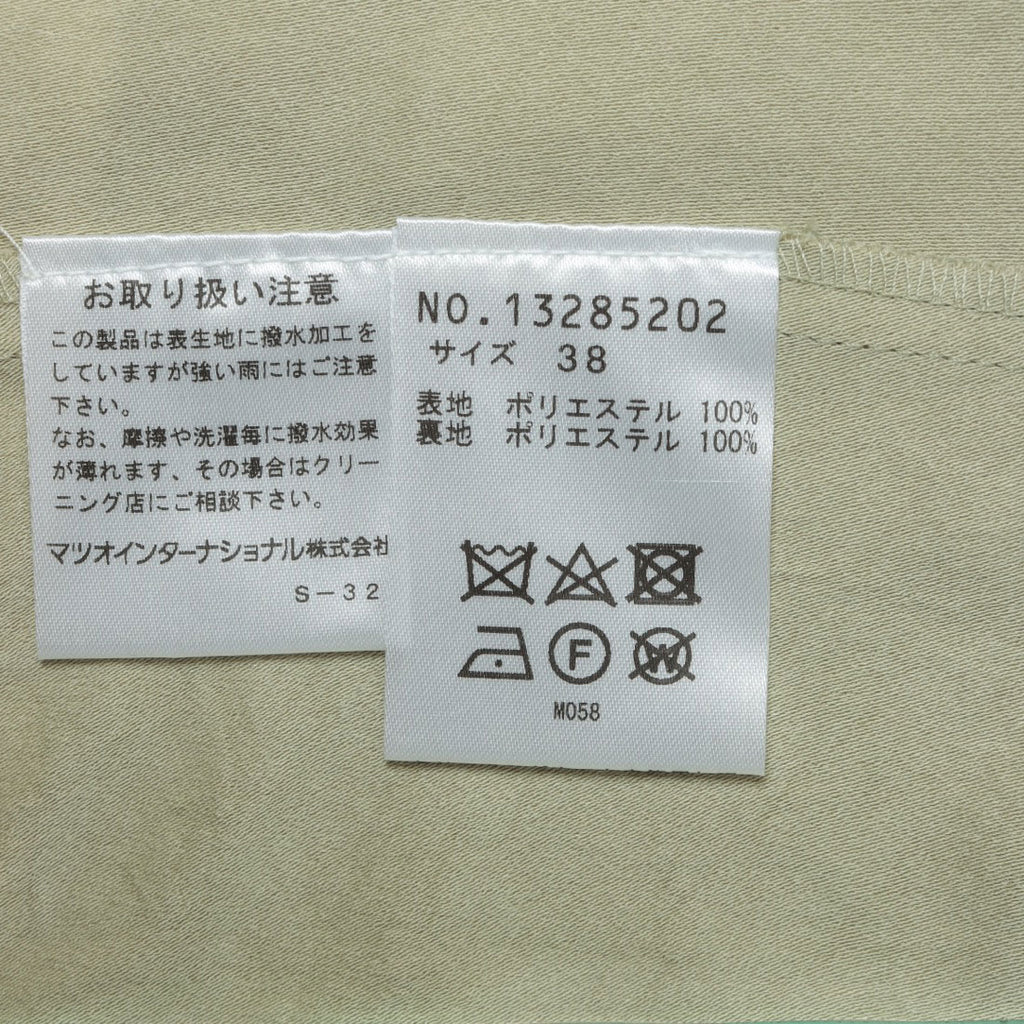 お取り扱い注意
この製品は表生地に撥水加工を
していますが強い雨にはご注意
下さい。
なお、摩擦や洗濯毎に撥水効果
が薄れます、その場合はクリー
ニング店にご相談下さい。
マツオインターナショナル株式会社
S-32
NO.13285202
サイズ 38
表地 ポリエステル 100%
裏地 ポリエステル 100%
F
W
M058